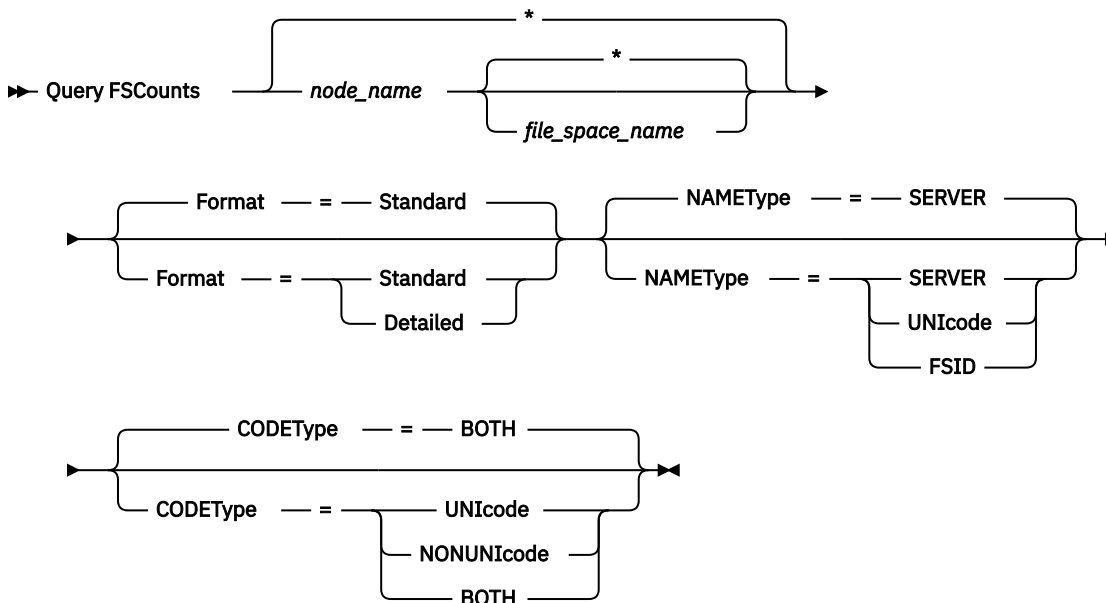 *
*
Query FSCounts node_name
file_space_name
Format = Standard NAMEType = SERVER
Format = Standard NAMEType = SERVER
Detailed UNIcode
FSID
CODEType = BOTH
CODEType = UNIcode
NONUNIcode
BOTH